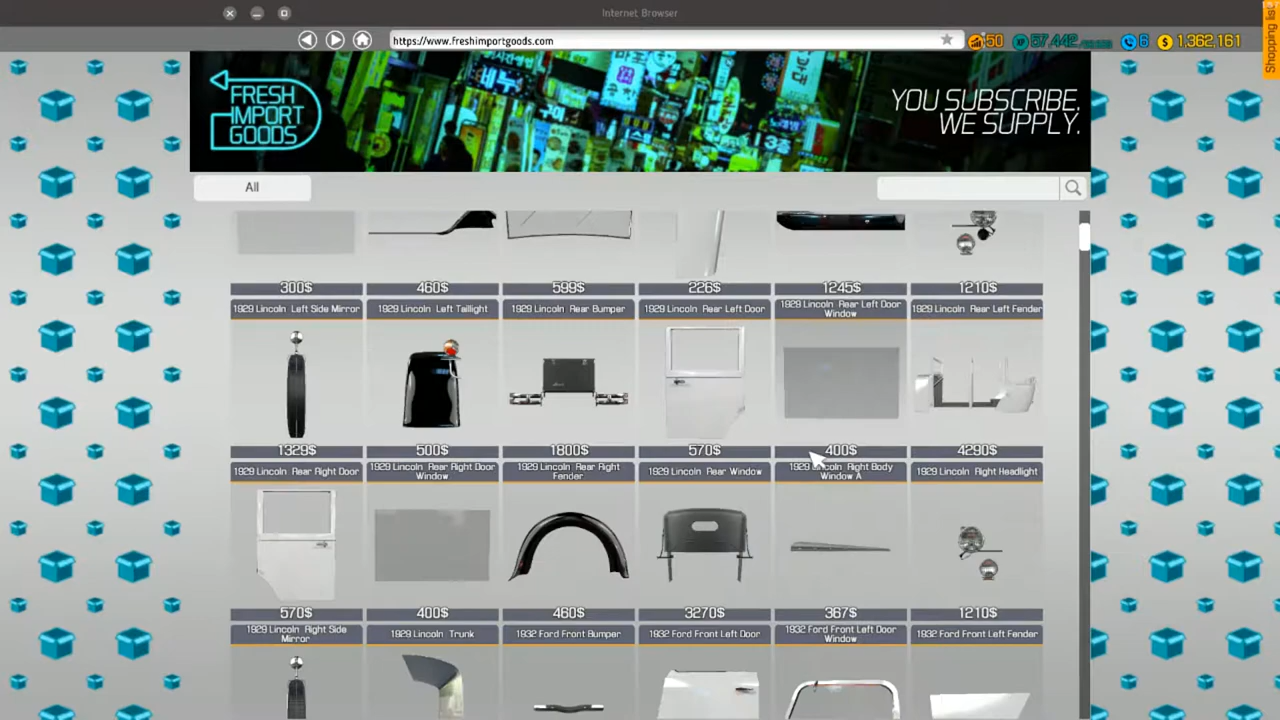 Internet Browser
Shopping list
https://www.freshimportgoods.com
50
6
1,362,161
FRESH
IMPORT
GOODS
YOU SUBSCRIBE.
WE SUPPLY.
All
300$ 460$ 599$ 226$ 1245$ 1210$
1929 Lincoln Left Side Mirror
1929 Lincoln Left Taillight
1929 Lincoln Rear Bumper
1929 Lincoln Rear Left Door
1929 Lincoln Rear Left Door
Window
1929 Lincoln Rear Left Fender
1329$ 500$ 1800$ 570$ 400$ 4290$
1929 Lincoln Rear Right Door
1929 Lincoln Rear Right Door
Window
1929 Lincoln Rear Right
Fender
1929 Lincoln Rear Window
1929 Lincoln Right Body
Window A
1929 Lincoln Right Headlight
570$ 400$ 460$ 3270$ 367$ 1210$
1929 Lincoln Right Side
Mirror
1929 Lincoln Trunk
1932 Ford Front Bumper
1932 Ford Front Left Door
1932 Ford Front Left Door
Window
1932 Ford Front Left Fender